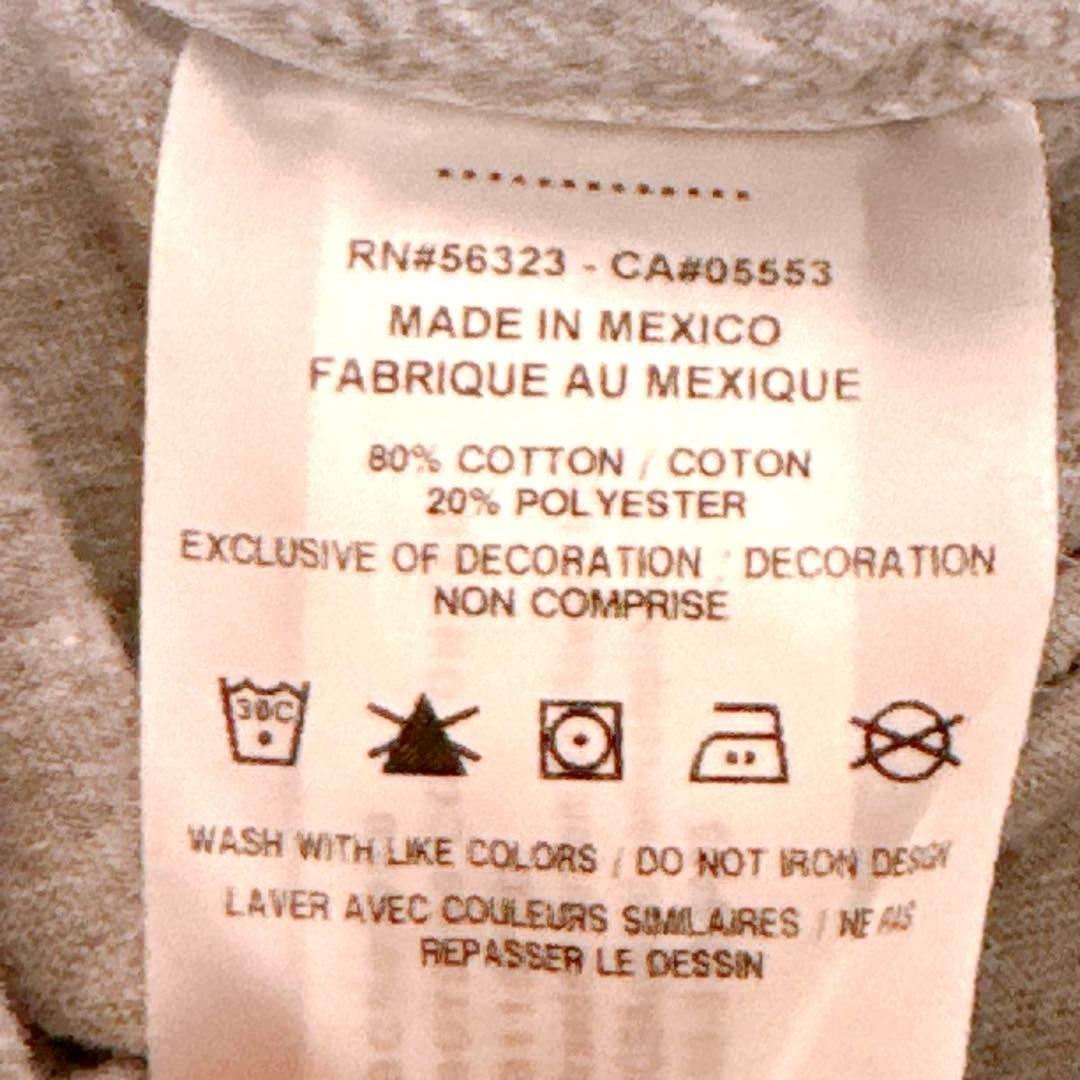 RN#56323 - CA#05553
MADE IN MEXICO
FABRIQUE AU MEXIQUE
80% COTTON / COTON
20% POLYESTER
EXCLUSIVE OF DECORATION / DECORATION
NON COMPRISE
30C
WASH WITH LIKE COLORS / DO NOT IRON DESIGN
LAVER AVEC COULEURS SIMILAIRES / NE PAS
REPASSER LE DESSIN